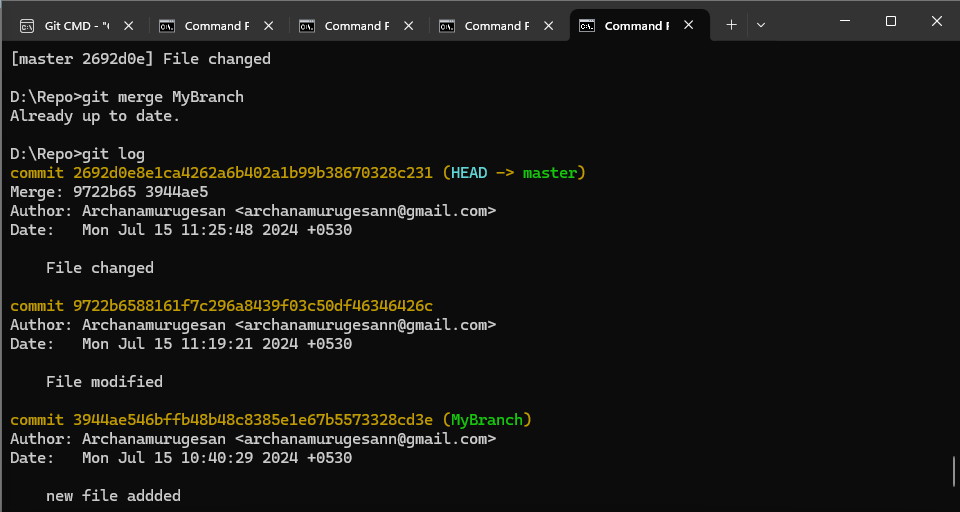 Git CMD - "(
Command F
Command F
Command F
Command F
[master 2692d0e] File changed
D:\Repo>git merge MyBranch
Already up to date.
D:\Repo>git log
commit 2692d0e8e1ca4262a6b402a1b99b38670328c231 (HEAD -> master)
Merge: 9722b65 3944ae5
Author: Archanamurugesan <archanamurugesann@gmail.com>
Date:   Mon Jul 15 11:25:48 2024 +0530
File changed
commit 9722b6588161f7c296a8439f03c50df46346426c
Author: Archanamurugesan <archanamurugesann@gmail.com>
Date:   Mon Jul 15 11:19:21 2024 +0530
File modified
commit 3944ae546bffb48b48c8385e1e67b5573328cd3e (MyBranch)
Author: Archanamurugesan <archanamurugesann@gmail.com>
Date:   Mon Jul 15 10:40:29 2024 +0530
new file addded